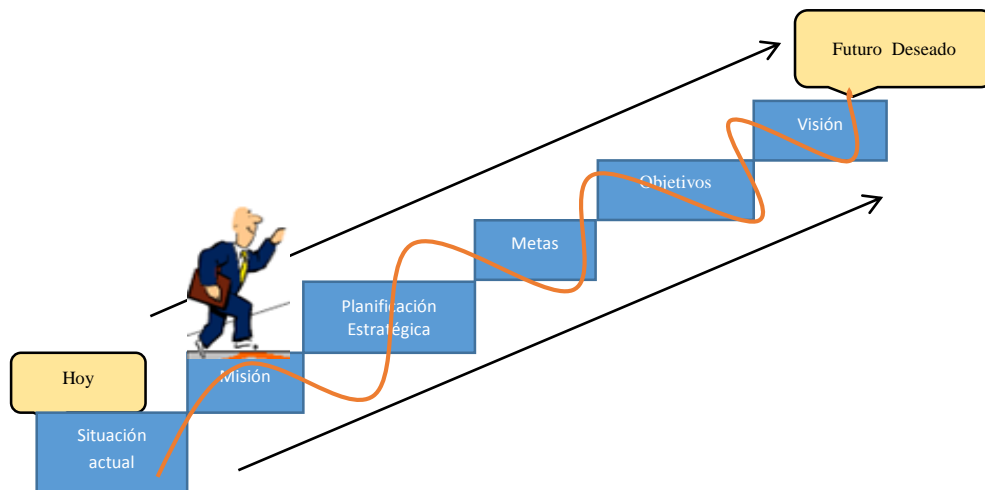 Futuro Deseado
Visión
Objetivos
Metas
Planificación
Estratégica
Misión
Hoy
Situación
actual